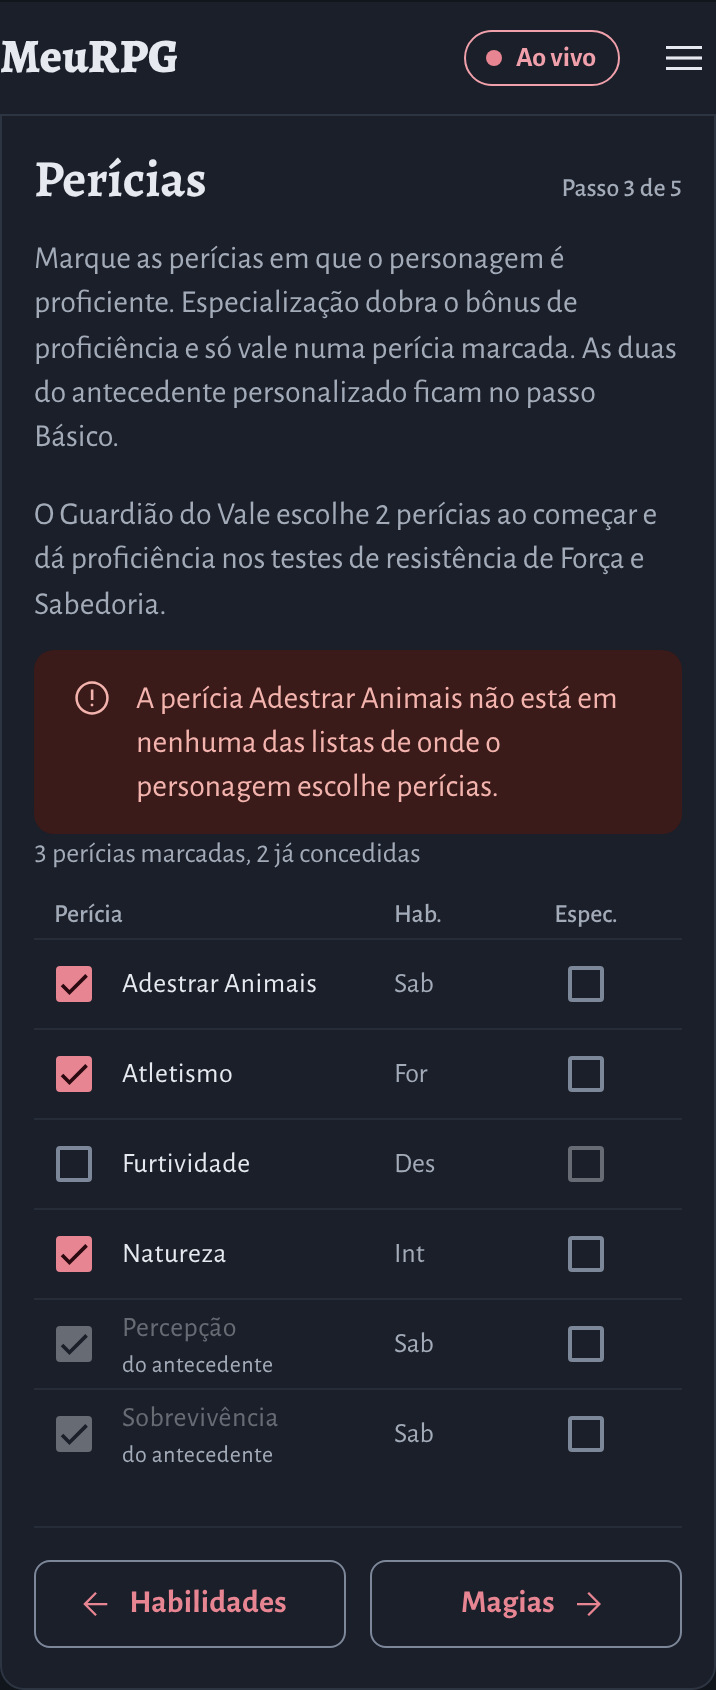 MeuRPG
Ao vivo
Perícias
Passo 3 de 5
Marque as perícias em que o personagem é
proficiente. Especialização dobra o bônus de
proficiência e só vale numa perícia marcada. As duas
do antecedente personalizado ficam no passo
Básico.
O Guardião do Vale escolhe 2 perícias ao começar e
dá proficiência nos testes de resistência de Força e
Sabedoria.
A perícia Adestrar Animais não está em
nenhuma das listas de onde o
personagem escolhe perícias.
3 perícias marcadas, 2 já concedidas
Perícia Hab. Espec.
Adestrar Animais Sab
Atletismo For
Furtividade Des
Natureza Int
Percepção
do antecedente Sab
Sobrevivência
do antecedente Sab
← Habilidades
Magias →